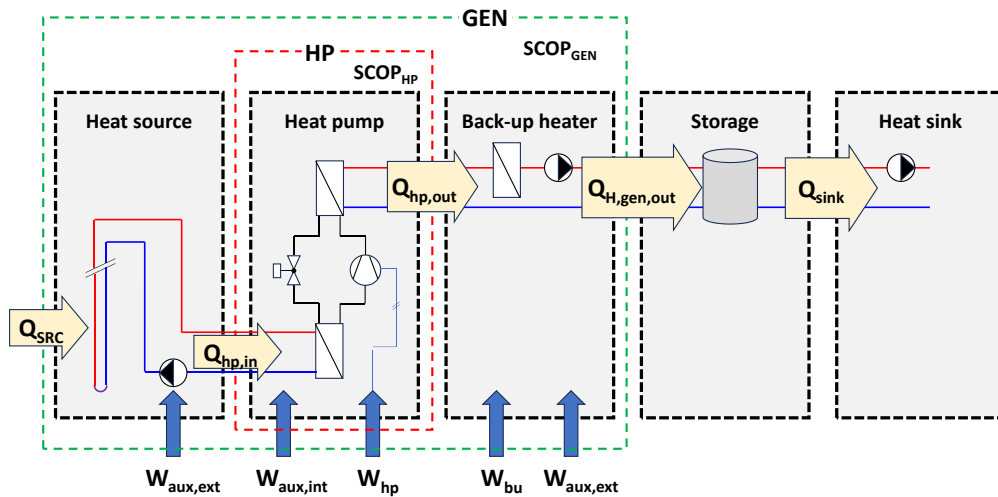 GEN
HP
SCOP_GEN
SCOP_HP
Heat source
Heat pump
Back-up heater
Storage
Heat sink
Q_hp,out
Q_H,gen,out
Q_sink
Q_SRC
Q_hp,in
W_aux,ext
W_aux,int
W_hp
W_bu
W_aux,ext